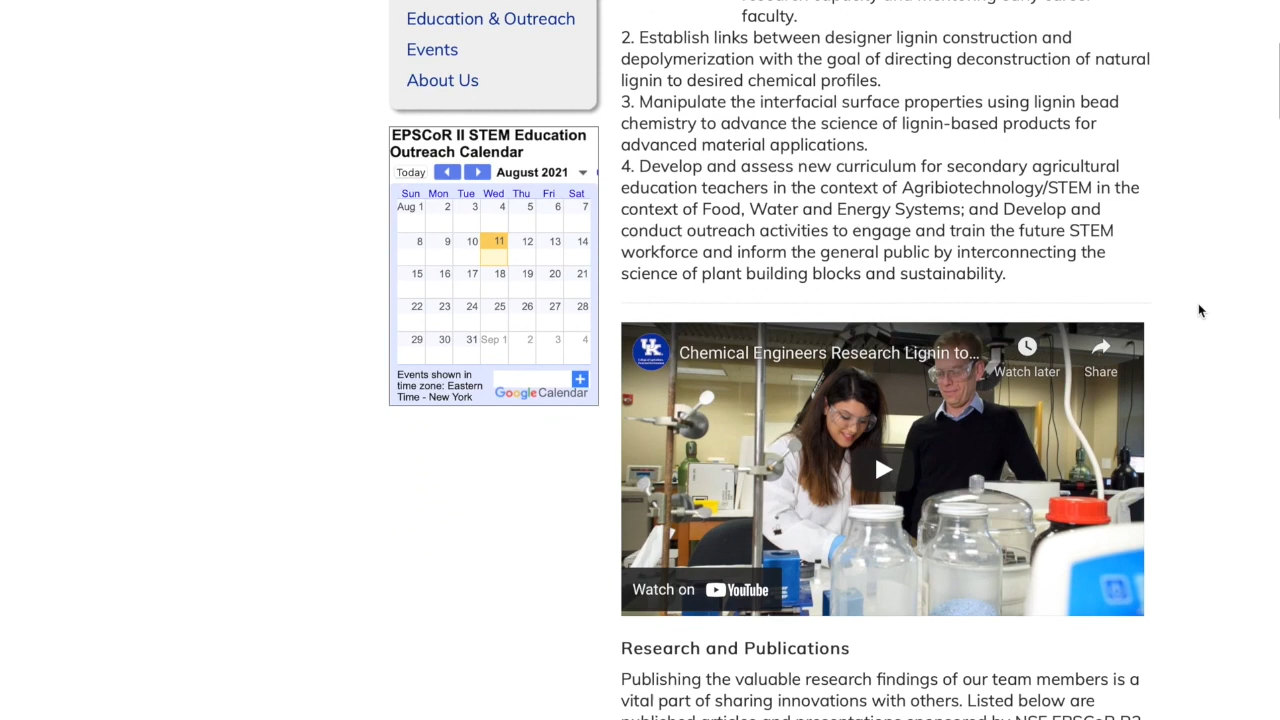 Education & Outreach
Events
About Us
EPSCoR II STEM Education
Outreach Calendar
Today
August 2021
Sun Mon Tue Wed Thu Fri Sat
Aug 1 2 3 4 5 6 7
8 9 10 11 12 13 14
15 16 17 18 19 20 21
22 23 24 25 26 27 28
29 30 31 Sep 1 2 3 4
Events shown in
time zone: Eastern
Time - New York
Google Calendar
faculty.
2. Establish links between designer lignin construction and
depolymerization with the goal of directing deconstruction of natural
lignin to desired chemical profiles.
3. Manipulate the interfacial surface properties using lignin bead
chemistry to advance the science of lignin-based products for
advanced material applications.
4. Develop and assess new curriculum for secondary agricultural
education teachers in the context of Agribiotechnology/STEM in the
context of Food, Water and Energy Systems; and Develop and
conduct outreach activities to engage and train the future STEM
workforce and inform the general public by interconnecting the
science of plant building blocks and sustainability.
UK
Chemical Engineers Research Lignin to...
Watch later
Share
Watch on YouTube
Research and Publications
Publishing the valuable research findings of our team members is a
vital part of sharing innovations with others. Listed below are
published articles and presentations sponsored by NSF EPSCoR R2